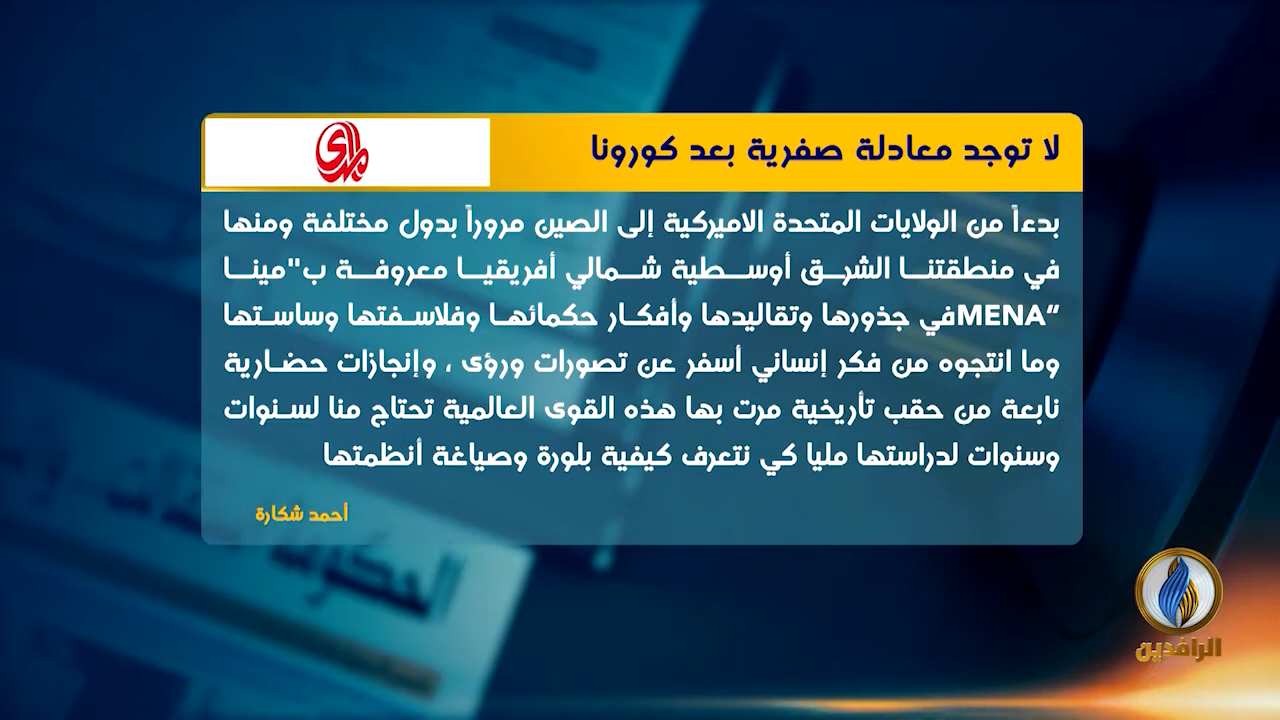 لا توجد معادلة صفرية بعد كورونا
المدى
بدءاً من الولايات المتحدة الاميركية إلى الصين مروراً بدول مختلفة ومنها
في منطقتنا الشرق أوسطية شمالي أفريقيا معروفة ب"مينا
“MENAفي جذورها وتقاليدها وأفكار حكمائها وفلاسفتها وساستها
وما انتجوه من فكر إنساني أسفر عن تصورات ورؤى ، وإنجازات حضارية
نابعة من حقب تأريخية مرت بها هذه القوى العالمية تحتاج منا لسنوات
وسنوات لدراستها مليا كي نتعرف كيفية بلورة وصياغة أنظمتها
أحمد شكارة
الرافدين